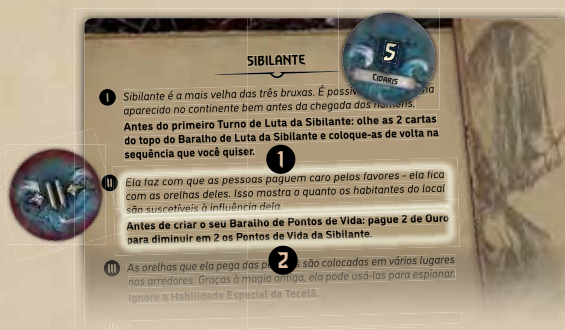 SIBILANTE
5
CIDARIS
I Sibilante é a mais velha das três bruxas. É possív
aparecido no continente bem antes da chegada dos homens.
Antes do primeiro Turno de Luta da Sibilante: olhe as 2 cartas
do topo do Baralho de Luta da Sibilante e coloque-as de volta na
sequência que você quiser.
1
II
II Ela faz com que as pessoas paguem caro pelos favores - ela fica
com as orelhas deles. Isso mostra o quanto os habitantes do local
são suscetíveis à influência dela.
Antes de criar o seu Baralho de Pontos de Vida: pague 2 de Ouro
para diminuir em 2 os Pontos de Vida da Sibilante.
2
III As orelhas que ela pega das são colocadas em vários lugares
nos arredores. Graças à magia antiga, ela pode usá-las para espionar.
Ignore a Habilidade Especial da Tecelã.